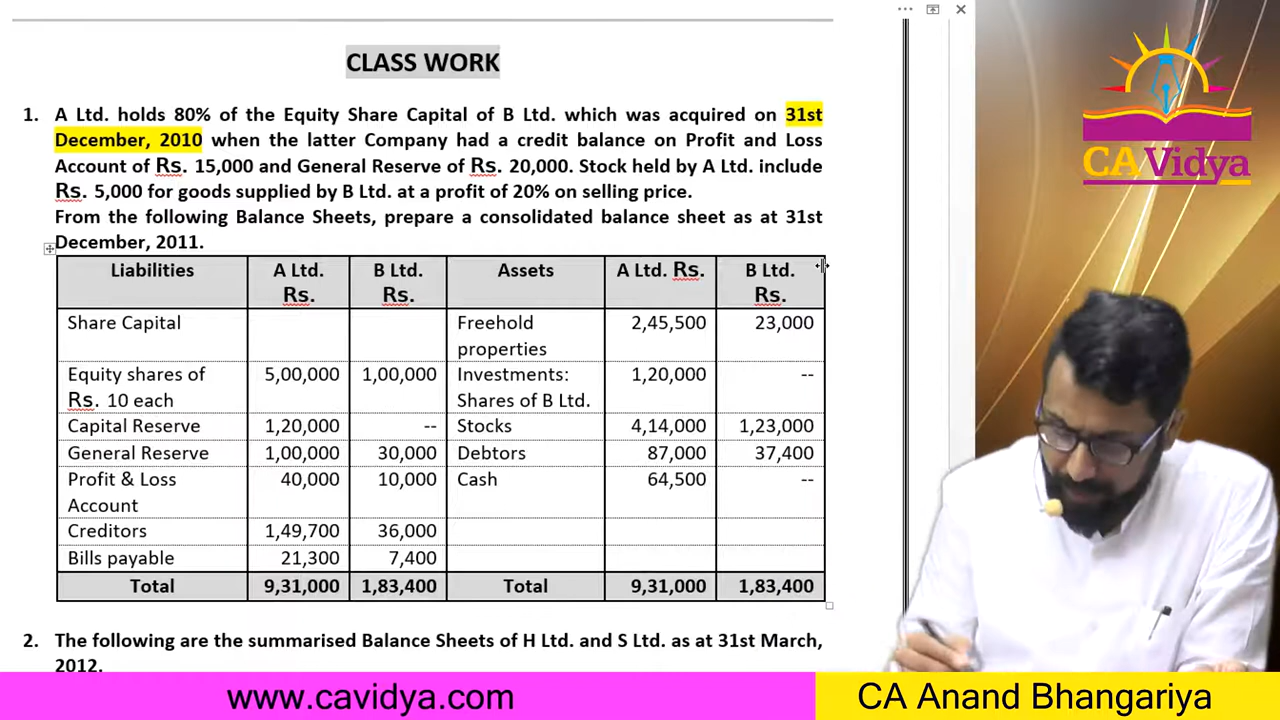 CLASS WORK
1. A Ltd. holds 80% of the Equity Share Capital of B Ltd. which was acquired on 31st
December, 2010 when the latter Company had a credit balance on Profit and Loss
Account of Rs. 15,000 and General Reserve of Rs. 20,000. Stock held by A Ltd. include
Rs. 5,000 for goods supplied by B Ltd. at a profit of 20% on selling price.
From the following Balance Sheets, prepare a consolidated balance sheet as at 31st
December, 2011.
Liabilities A Ltd. B Ltd. Assets A Ltd. Rs. B Ltd.
Rs. Rs. Rs.
Share Capital Freehold 2,45,500 23,000
properties
Equity shares of 5,00,000 1,00,000 Investments: 1,20,000 --
Rs. 10 each Shares of B Ltd.
Capital Reserve 1,20,000 -- Stocks 4,14,000 1,23,000
General Reserve 1,00,000 30,000 Debtors 87,000 37,400
Profit & Loss 40,000 10,000 Cash 64,500 --
Account
Creditors 1,49,700 36,000
Bills payable 21,300 7,400
Total 9,31,000 1,83,400 Total 9,31,000 1,83,400
2. The following are the summarised Balance Sheets of H Ltd. and S Ltd. as at 31st March,
2012.
CA Vidya
www.cavidya.com
CA Anand Bhangariya